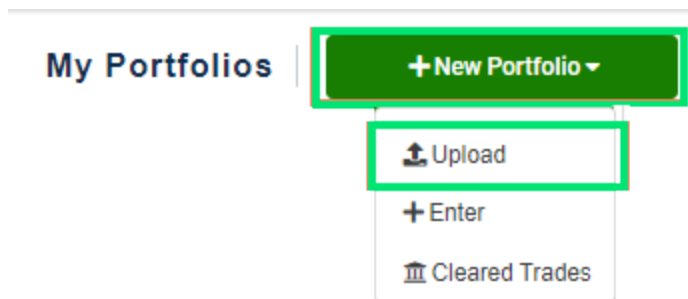 My Portfolios
+New Portfolio
Upload
+ Enter
Cleared Trades